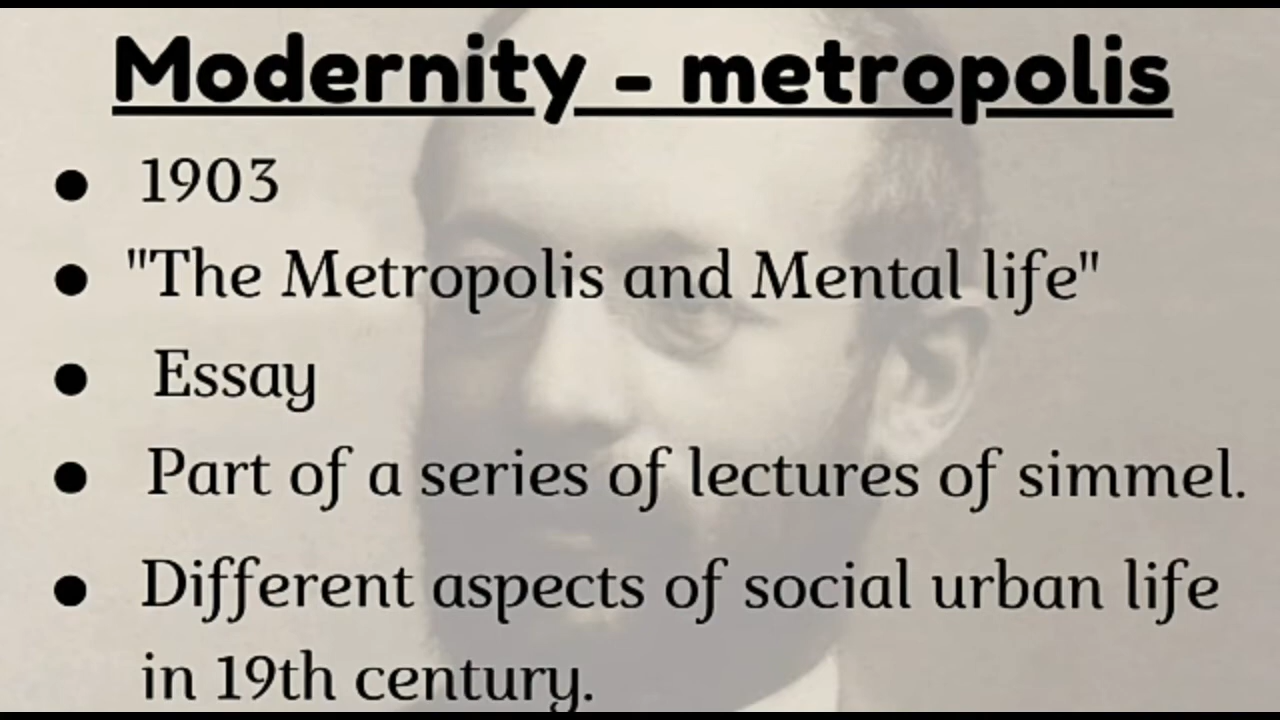 Modernity - metropolis
● 1903
● "The Metropolis and Mental life"
● Essay
● Part of a series of lectures of simmel.
● Different aspects of social urban life
in 19th century.